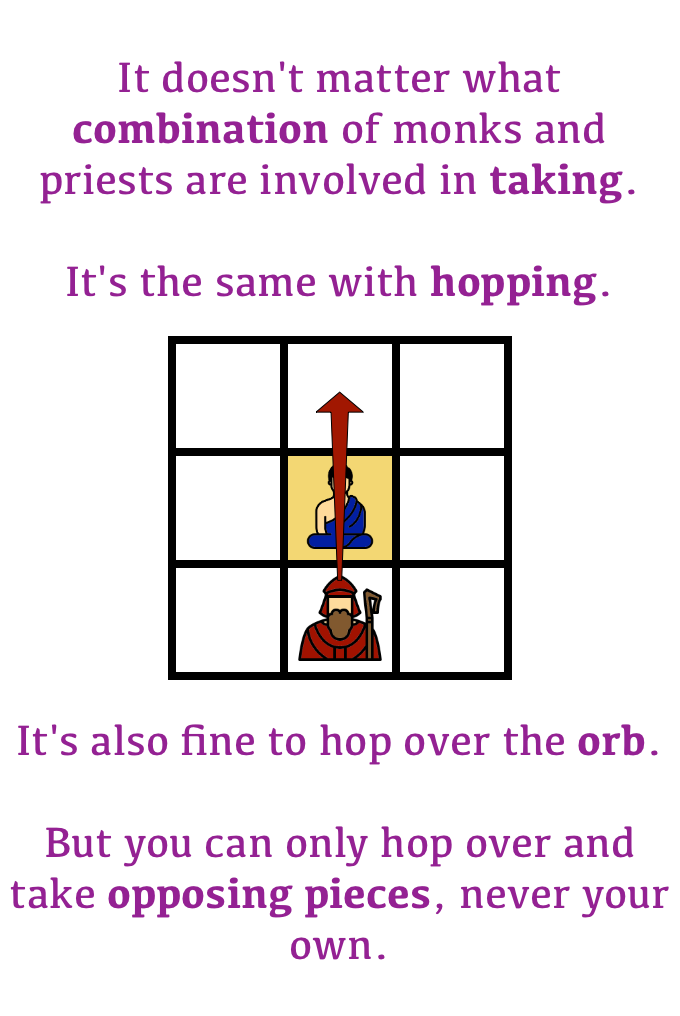 It doesn't matter what
combination of monks and
priests are involved in taking.
It's the same with hopping.
It's also fine to hop over the orb.
But you can only hop over and
take opposing pieces, never your
own.